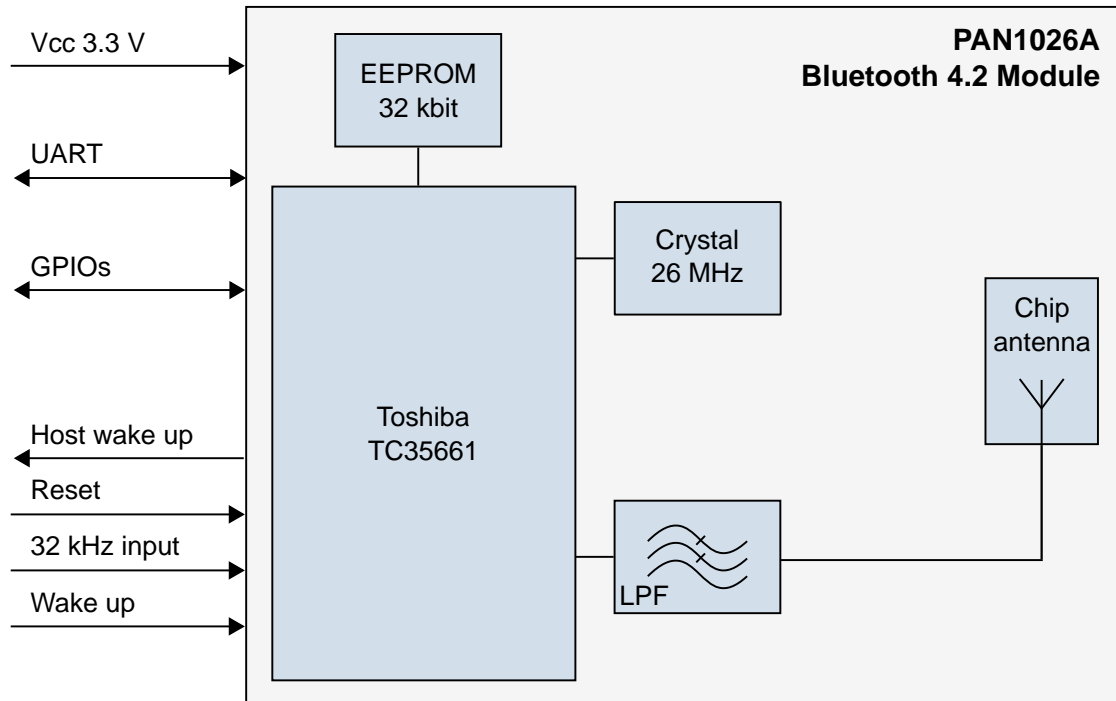 Vcc 3.3 V
UART
GPIOs
Host wake up
Reset
32 kHz input
Wake up
EEPROM
32 kbit
PAN1026A
Bluetooth 4.2 Module
Crystal
26 MHz
Toshiba
TC35661
Chip
antenna
LPF